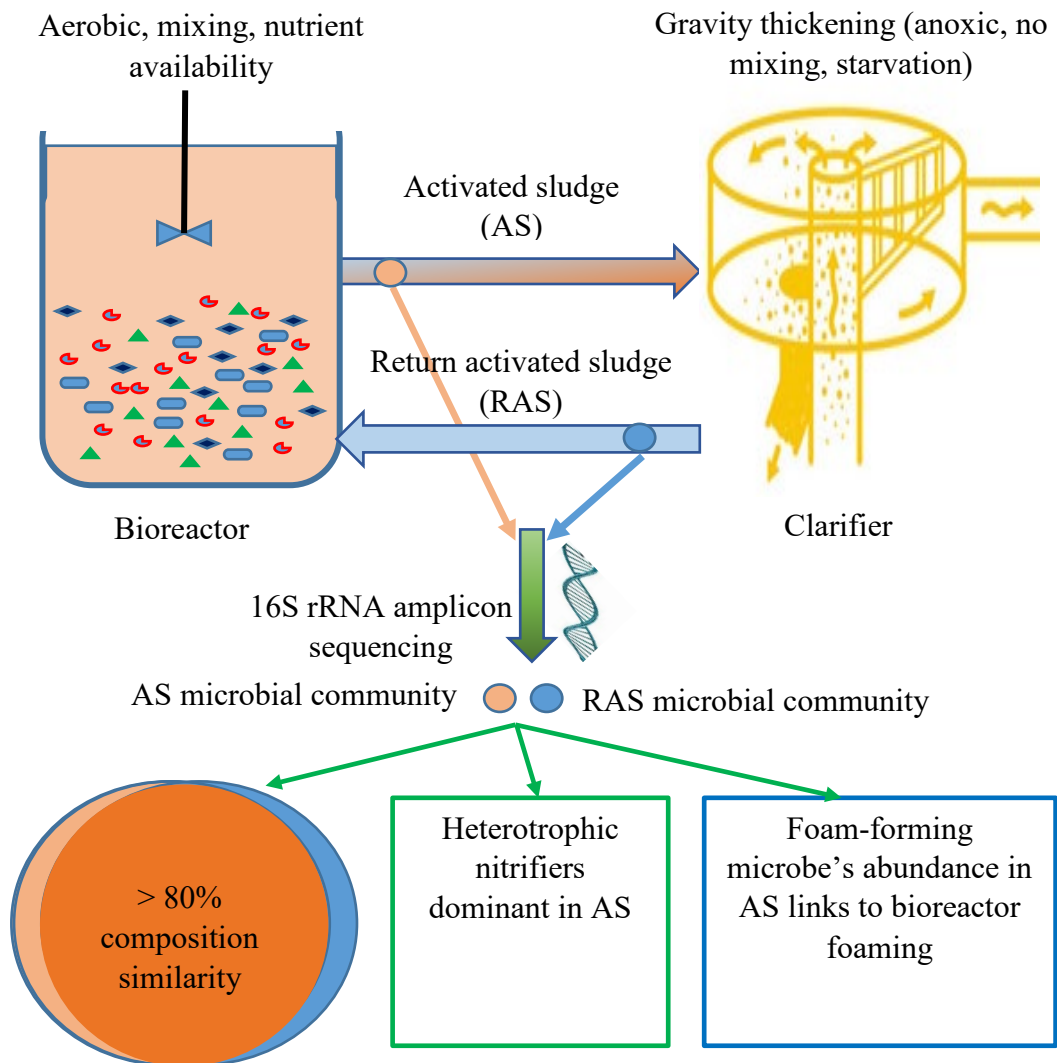 Aerobic, mixing, nutrient
availability
Gravity thickening (anoxic, no
mixing, starvation)
Activated sludge
(AS)
Return activated sludge
(RAS)
Bioreactor
Clarifier
16S rRNA amplicon
sequencing
AS microbial community
RAS microbial community
> 80%
composition
similarity
Heterotrophic
nitrifiers
dominant in AS
Foam-forming
microbe’s abundance in
AS links to bioreactor
foaming